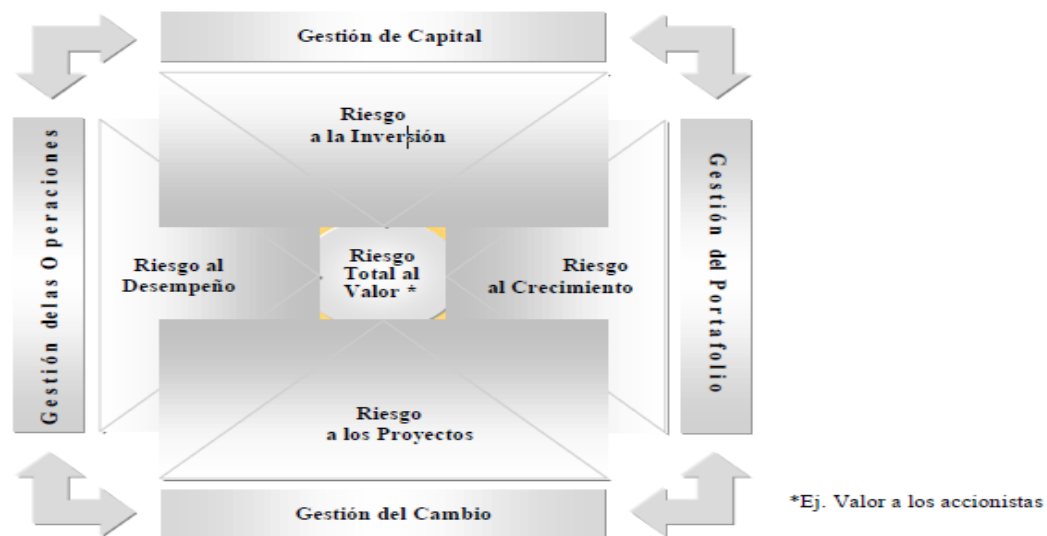 Gestión de Capital
Riesgo
a la Inversión
Gestión delas Operaciones
Gestión del Portafolio
Riesgo al
Desempeño
Riesgo
Total al
Valor *
Riesgo
al Crecimiento
Riesgo
a los Proyectos
Gestión del Cambio
*Ej. Valor a los accionistas